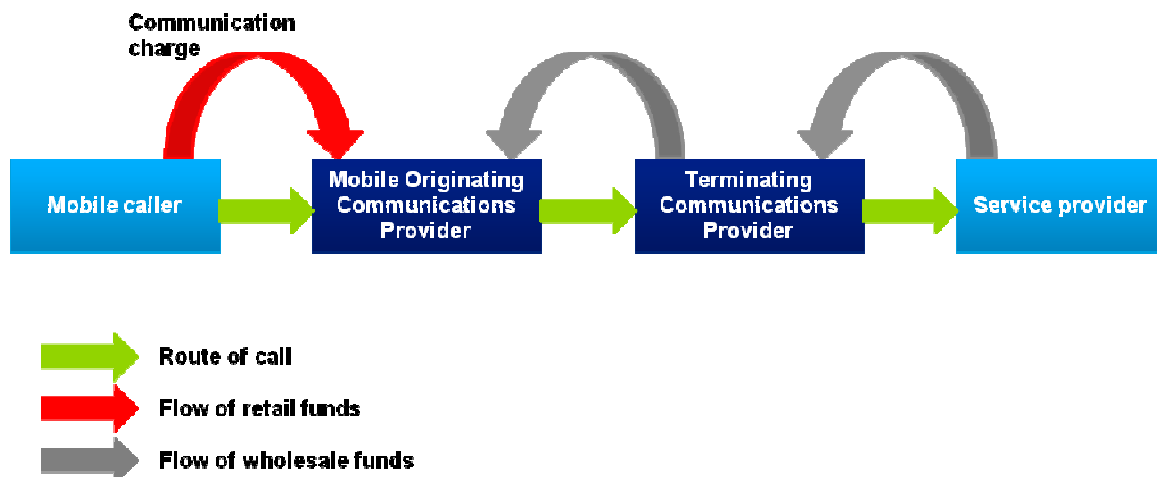 Communication
charge
Mobile caller
Mobile Originating
Communications
Provider
Terminating
Communications
Provider
Service provider
Route of call
Flow of retail funds
Flow of wholesale funds